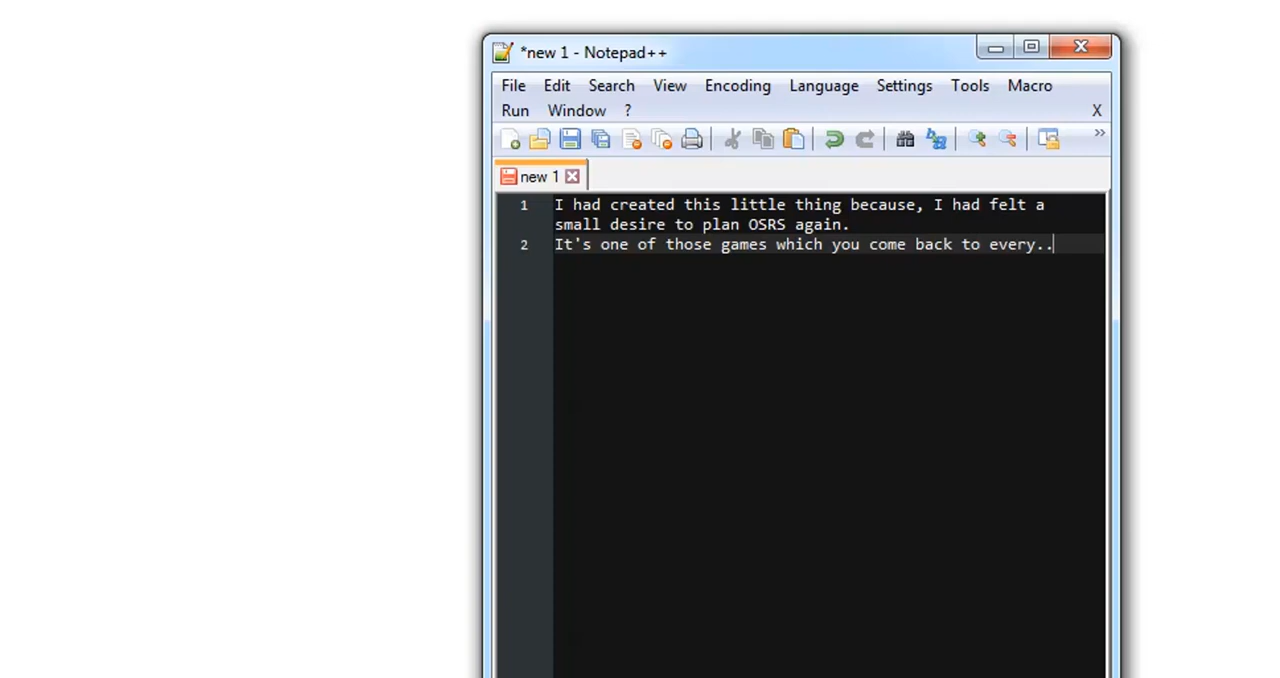 *new 1 - Notepad++
File Edit Search View Encoding Language Settings Tools Macro
Run Window ? X
new 1
1 I had created this little thing because, I had felt a
small desire to plan OSRS again.
2 It's one of those games which you come back to every..